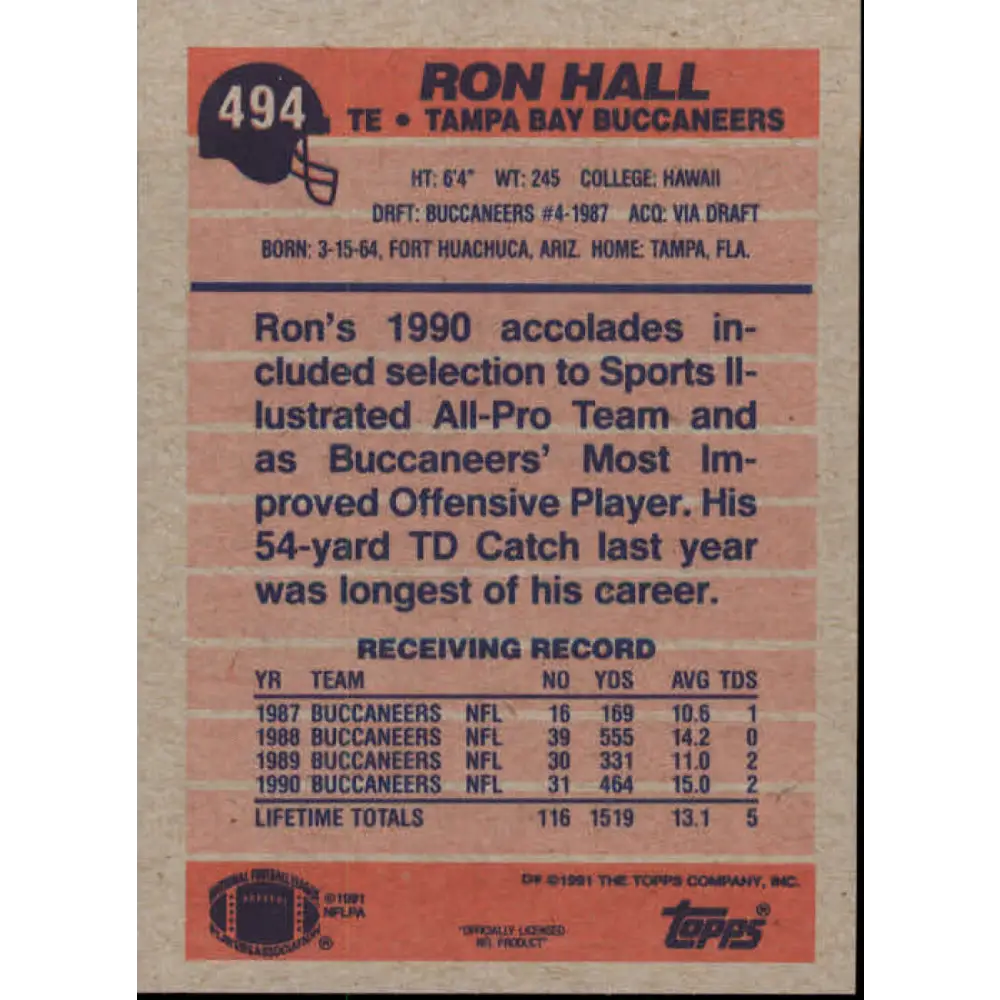 494
RON HALL
TE • TAMPA BAY BUCCANEERS
HT: 6'4" WT: 245 COLLEGE: HAWAII
DRFT: BUCCANEERS #4-1987 ACQ: VIA DRAFT
BORN: 3-15-64, FORT HUACHUCA, ARIZ. HOME: TAMPA, FLA.
Ron's 1990 accolades in-
cluded selection to Sports Il-
lustrated All-Pro Team and
as Buccaneers' Most Im-
proved Offensive Player. His
54-yard TD Catch last year
was longest of his career.
RECEIVING RECORD
YR TEAM NO YDS AVG TDS
1987 BUCCANEERS NFL 16 169 10.6 1
1988 BUCCANEERS NFL 39 555 14.2 0
1989 BUCCANEERS NFL 30 331 11.0 2
1990 BUCCANEERS NFL 31 464 15.0 2
LIFETIME TOTALS 116 1519 13.1 5
NATIONAL FOOTBALL LEAGUE
PLAYERS ASSOCIATION ®
©1991
NFLPA
"OFFICIALLY LICENSED
NFL PRODUCT"
©1991 THE TOPPS COMPANY, INC.
topps®